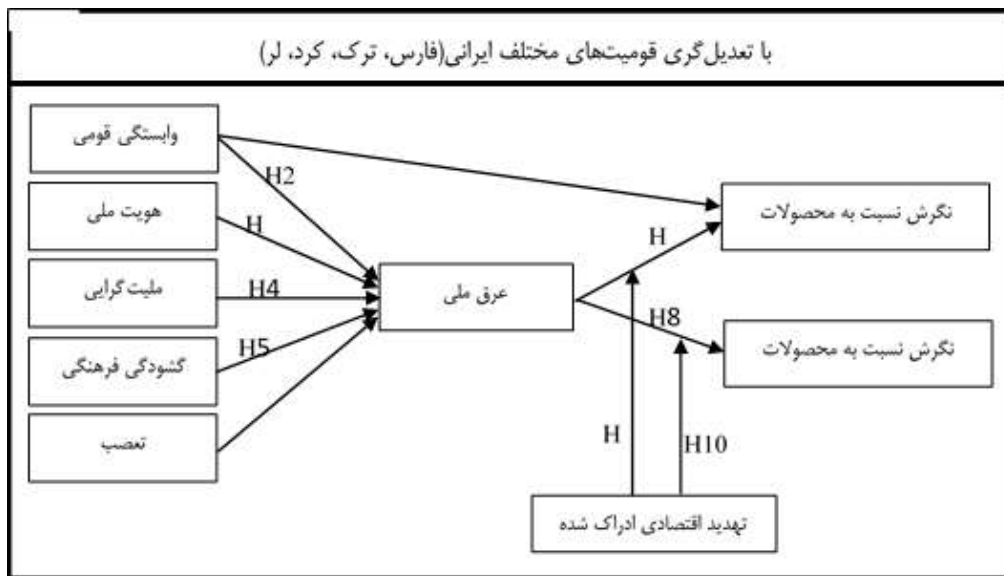 با تعدیل‌گری قومیت‌های مختلف ایرانی(فارس، ترک، کرد، لر)
وابستگی قومی
H2
هویت ملی
H
نگرش نسبت به محصولات
H
ملیت‌گرایی
H4
عرق ملی
H8
گشودگی فرهنگی
H5
نگرش نسبت به محصولات
تعصب
H
H10
تهدید اقتصادی ادراک شده